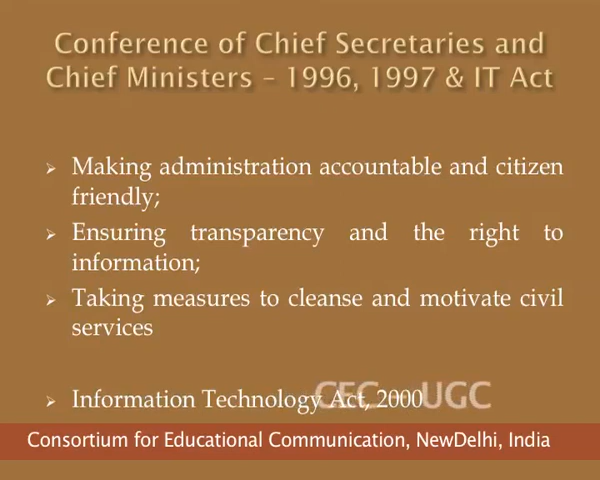 Conference of Chief Secretaries and
Chief Ministers – 1996, 1997 & IT Act
➢ Making administration accountable and citizen
friendly;
➢ Ensuring transparency and the right to
information;
➢ Taking measures to cleanse and motivate civil
services
➢ Information Technology Act, 2000
CEC - UGC
Consortium for Educational Communication, NewDelhi, India